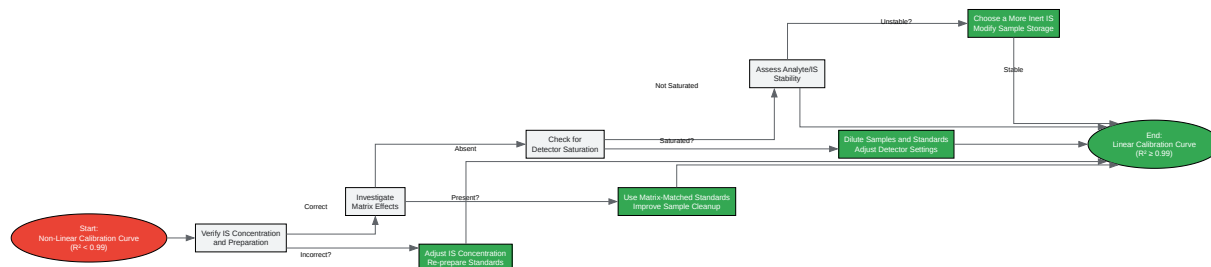 Unstable?
Choose a More Inert IS
Modify Sample Storage
Assess Analyte/IS
Stability
Stable
Not Saturated
Check for
Detector Saturation
Saturated?
Dilute Samples and Standards
Adjust Detector Settings
End:
Linear Calibration Curve
(R² ≥ 0.99)
Absent
Investigate
Matrix Effects
Present?
Use Matrix-Matched Standards
Improve Sample Cleanup
Correct
Start:
Non-Linear Calibration Curve
(R² < 0.99)
Verify IS Concentration
and Preparation
Incorrect?
Adjust IS Concentration
Re-prepare Standards